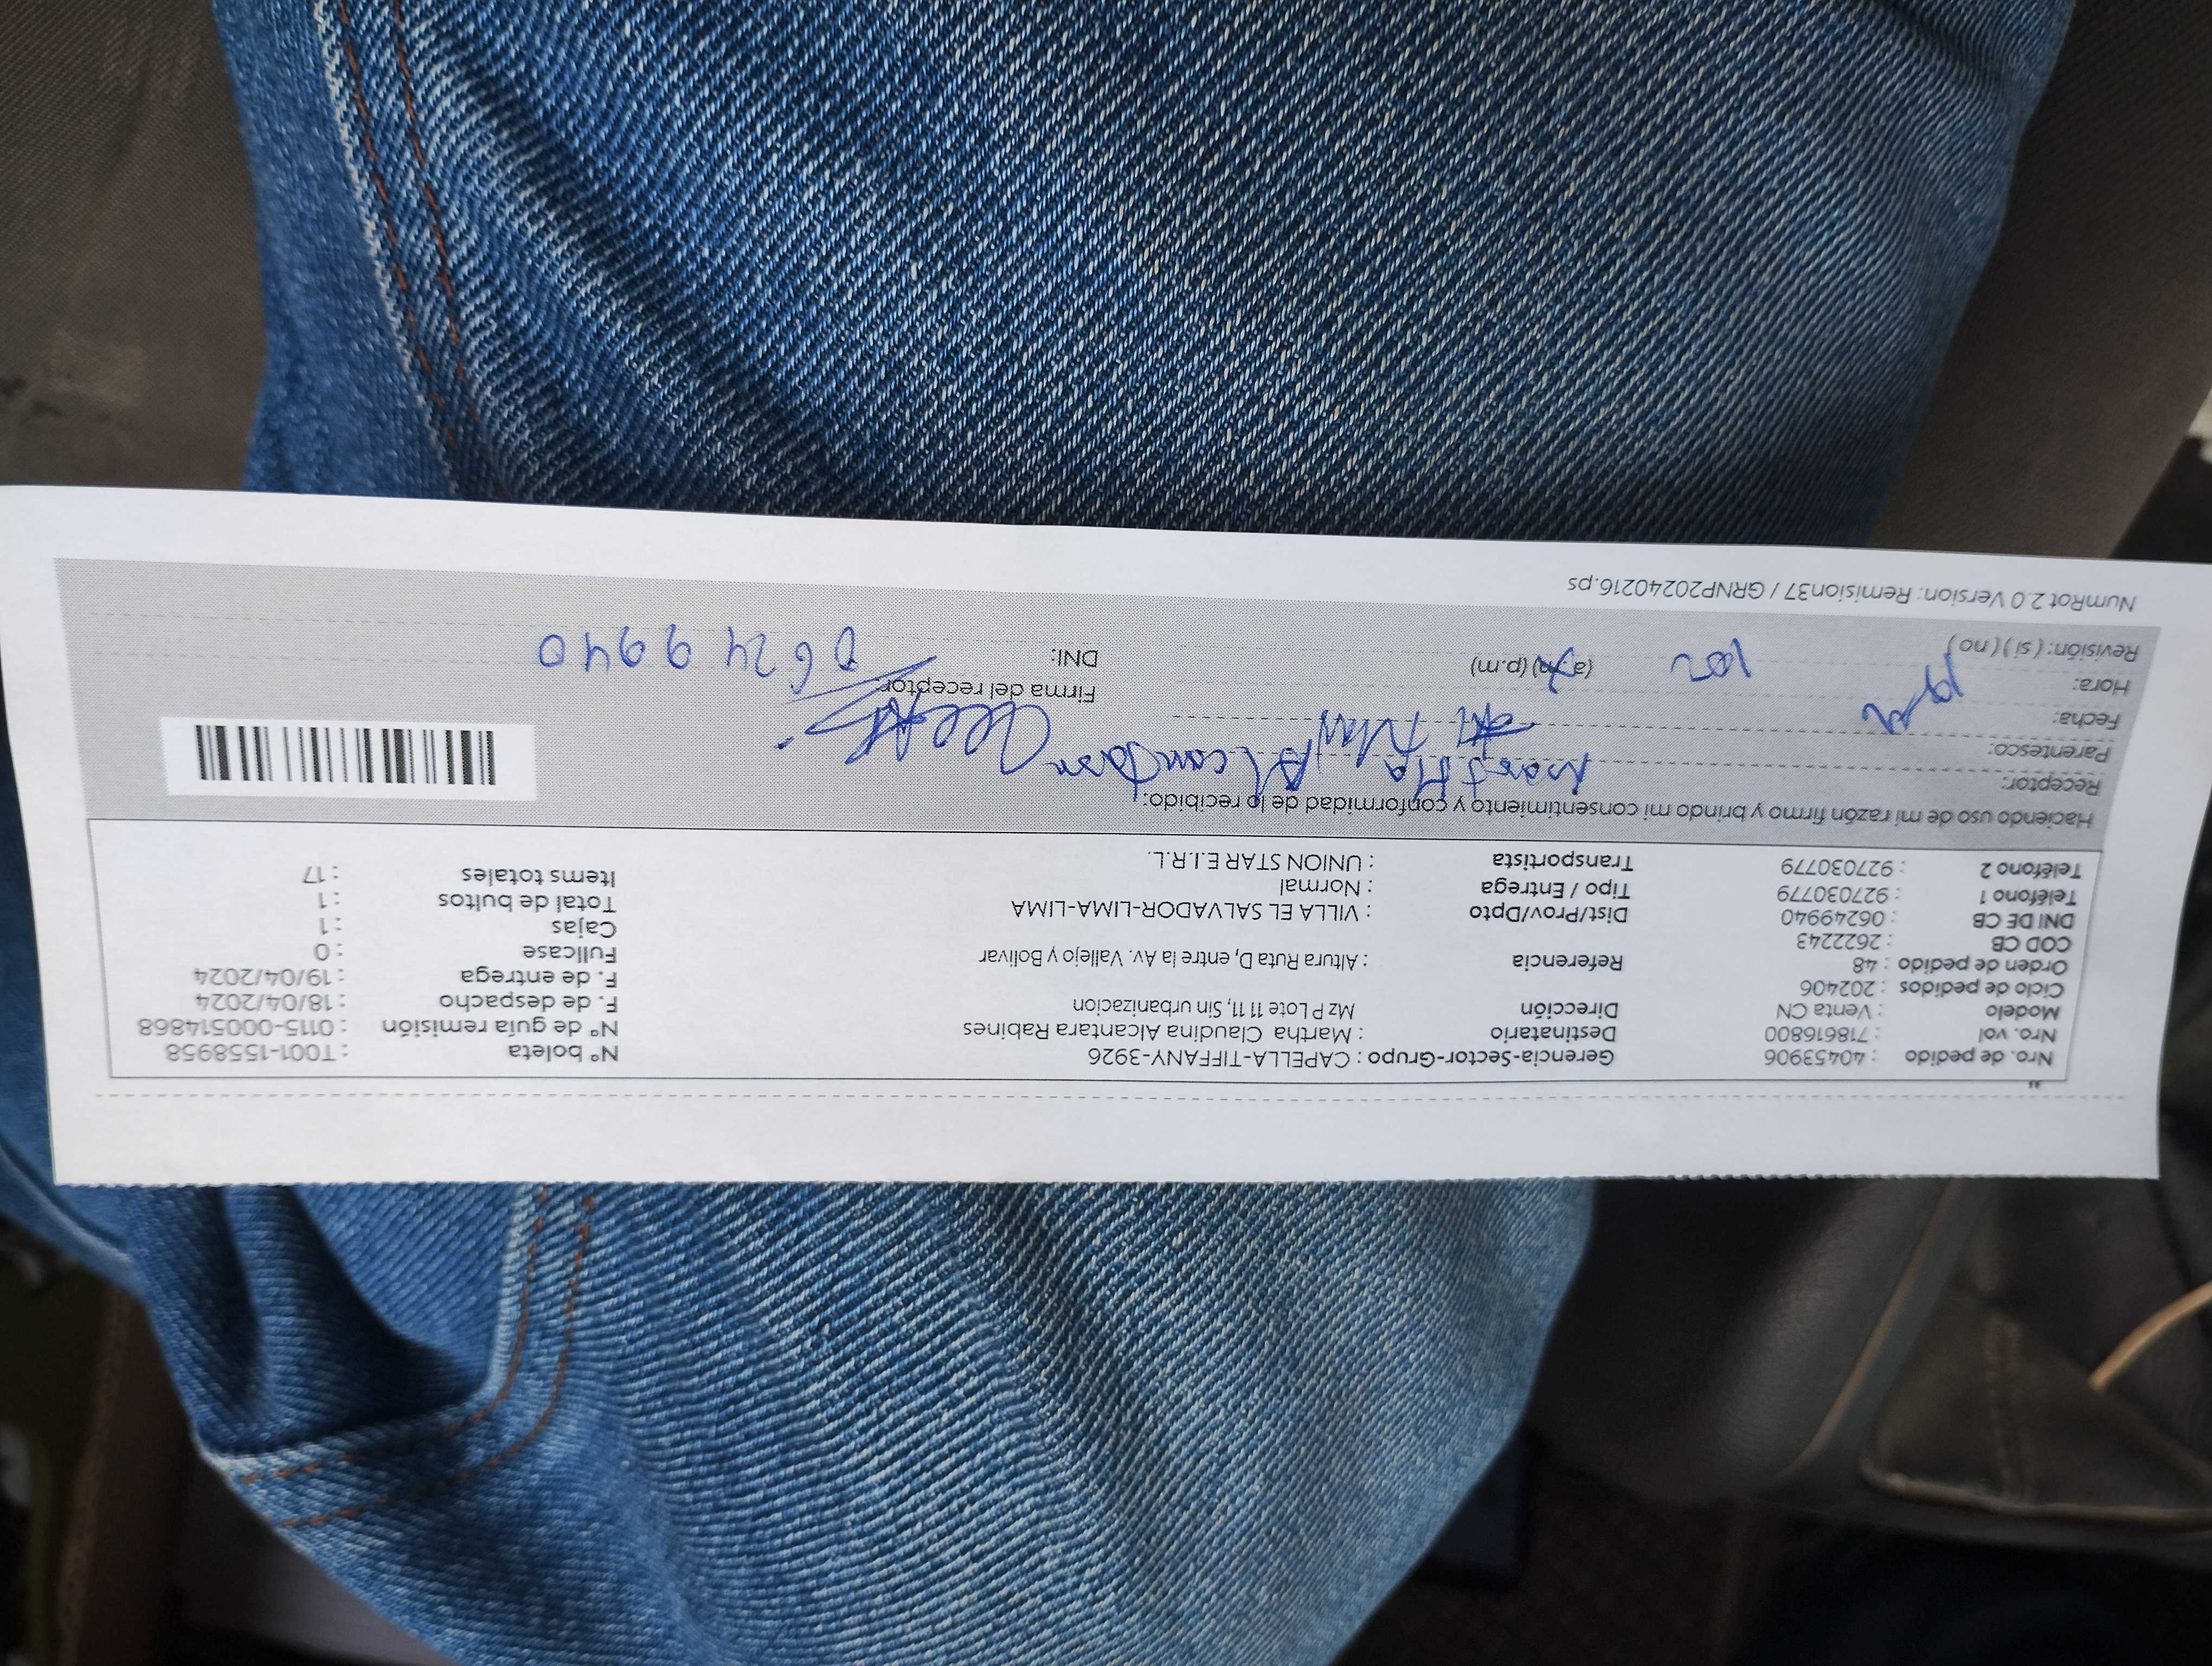 Nro. de pedido : 40453906 Gerencia-Sector-Grupo : CAPELLA-TIFFANY-3926 N° boleta : T001-1558958
Nro. vol : 718616800 Destinatario : Martha Claudina Alcantara Rabines N° de guía remisión : 0115-000514868
Modelo : Venta CN Dirección Mz P Lote 11 11, Sin urbanizacion F. de despacho : 18/04/2024
Ciclo de pedidos : 202406 F. de entrega : 19/04/2024
Orden de pedido : 48 Referencia : Altura Ruta D, entre la Av. Vallejo y Bolivar Fullcase : 0
COD CB : 2622243 Cajas : 1
DNI DE CB : 06249940 Dist/Prov/Dpto : VILLA EL SALVADOR-LIMA-LIMA Total de bultos : 1
Teléfono 1 : 927030779 Tipo / Entrega : Normal Items totales : 17
Teléfono 2 : 927030779 Transportista : UNION STAR E.I.R.L.
Haciendo uso de mi razón firmo y brindo mi consentimiento y conformidad de lo recibido:
Receptor: Martha Alcantara
Parentesco:
Fecha:
Hora: (a.m) (p.m) Firma del receptor:
Revisión: ( si ) ( no ) DNI: 06249940
NumRot 2.0 Version: Remision37 / GRNP20240216.ps